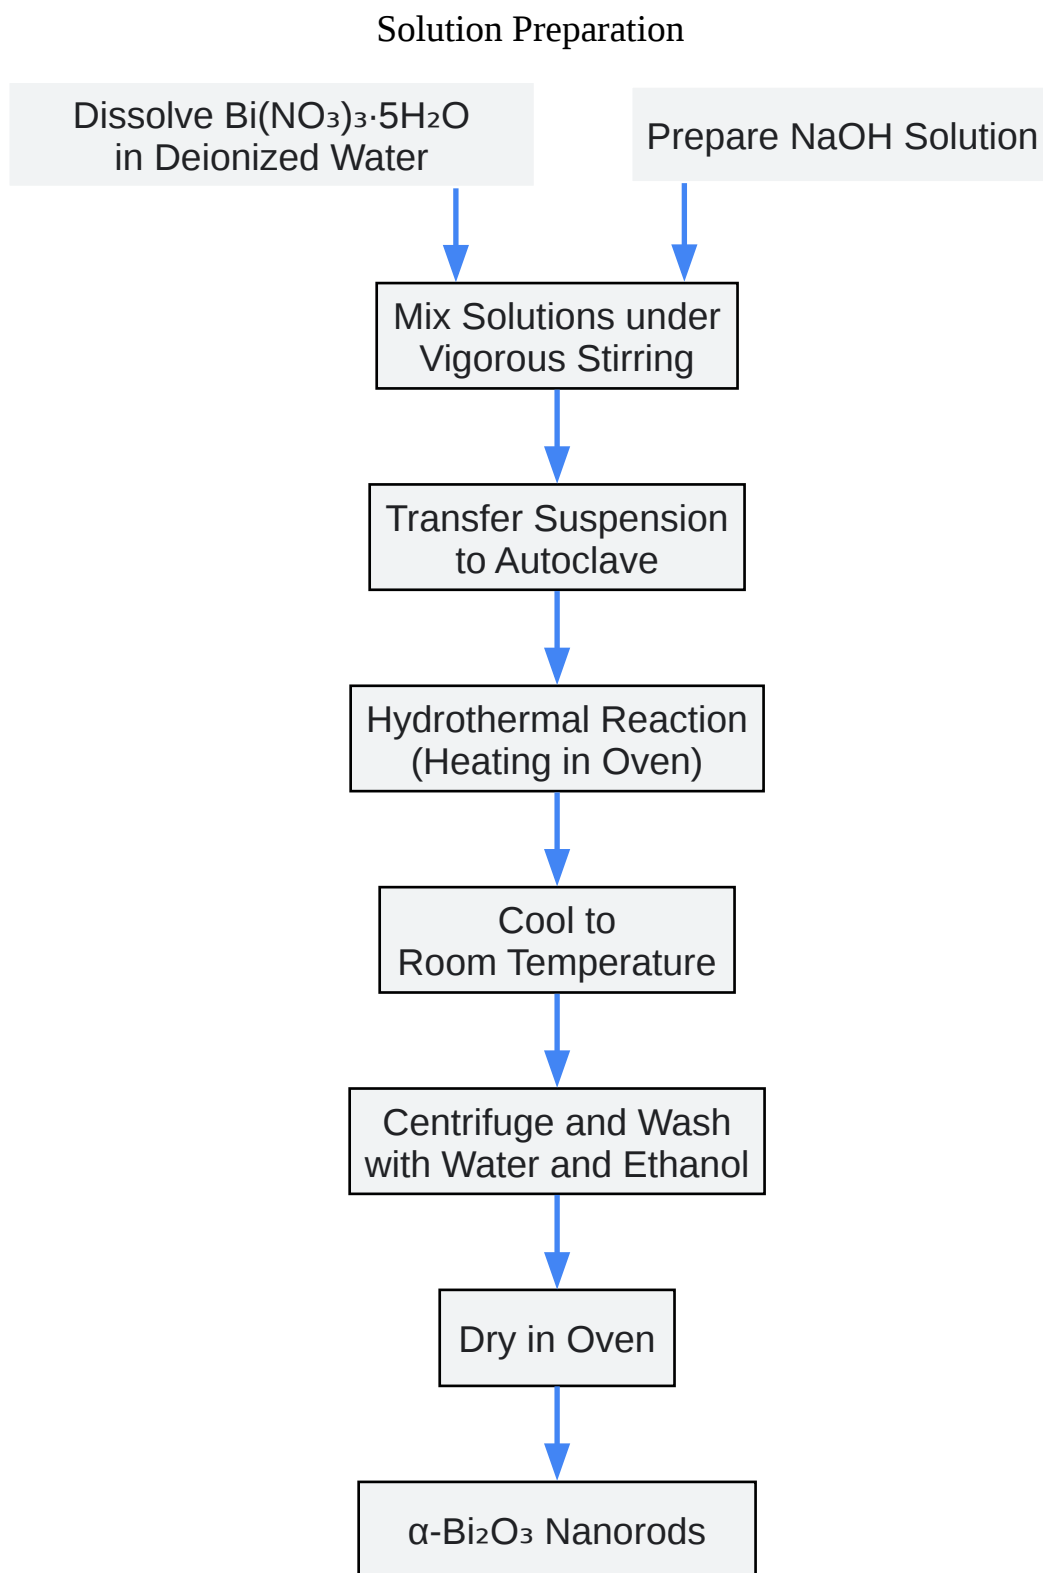 Solution Preparation
Dissolve Bi(NO₃)₃·5H₂O
in Deionized Water
Prepare NaOH Solution
Mix Solutions under
Vigorous Stirring
Transfer Suspension
to Autoclave
Hydrothermal Reaction
(Heating in Oven)
Cool to
Room Temperature
Centrifuge and Wash
with Water and Ethanol
Dry in Oven
α-Bi₂O₃ Nanorods